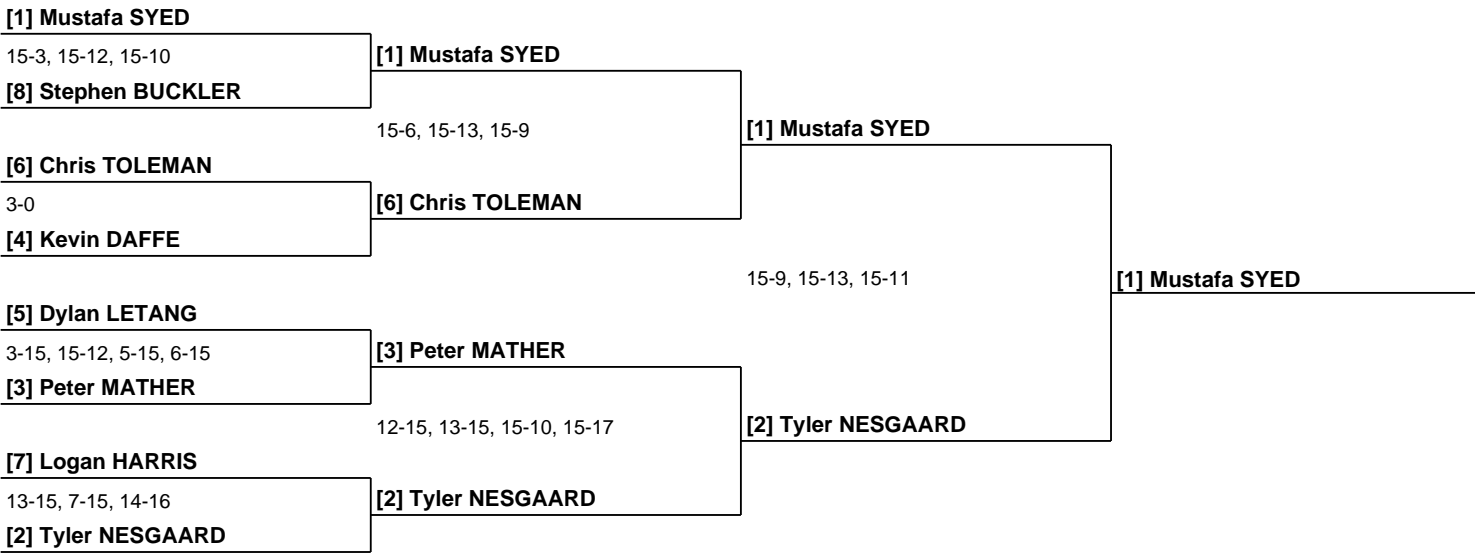 [1] Mustafa SYED
15-3, 15-12, 15-10
[8] Stephen BUCKLER
[6] Chris TOLEMAN
3-0
[4] Kevin DAFFE
[5] Dylan LETANG
3-15, 15-12, 5-15, 6-15
[3] Peter MATHER
[7] Logan HARRIS
13-15, 7-15, 14-16
[2] Tyler NESGAARD
[1] Mustafa SYED
15-6, 15-13, 15-9
[6] Chris TOLEMAN
[3] Peter MATHER
12-15, 13-15, 15-10, 15-17
[2] Tyler NESGAARD
[1] Mustafa SYED
15-9, 15-13, 15-11
[2] Tyler NESGAARD
[1] Mustafa SYED